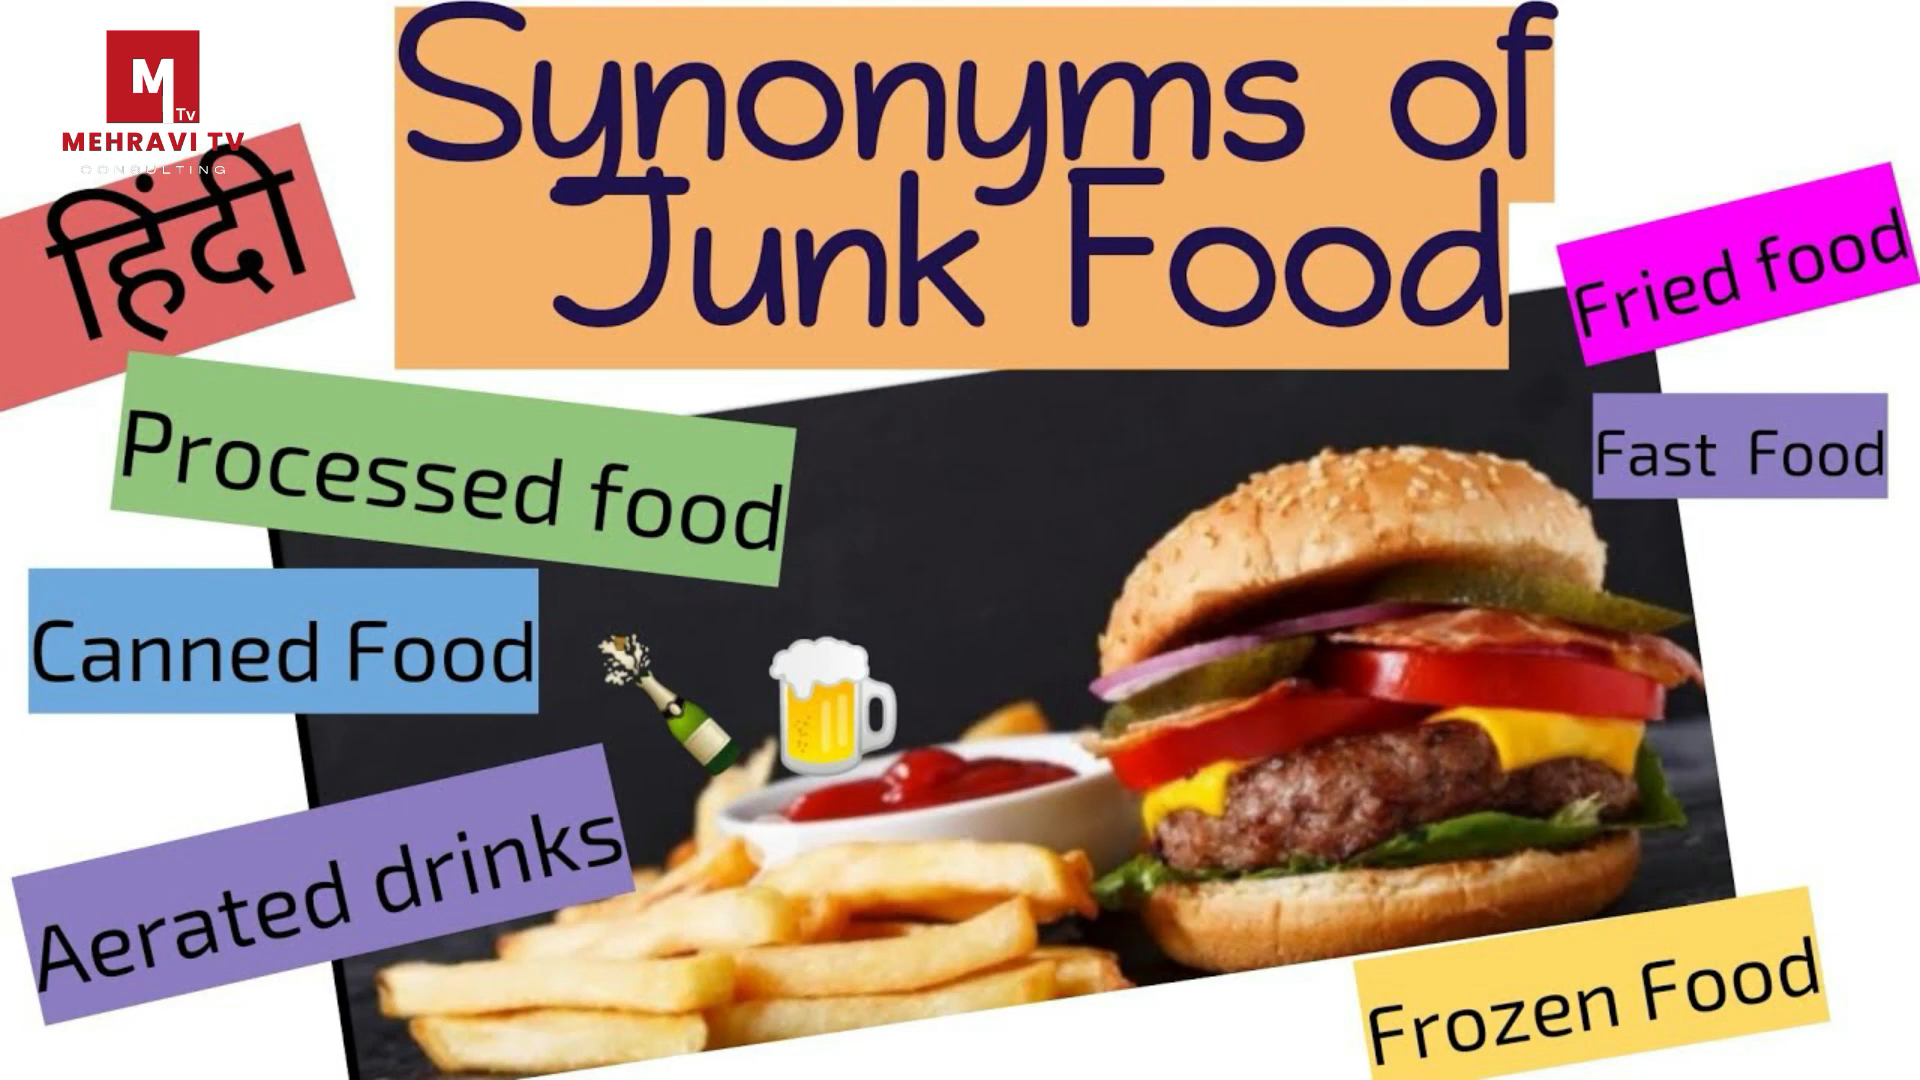 M
Tv
MEHRAVI TV
CONSULTING
हिंदी
Synonyms of
Junk Food
Fried food
Fast Food
Processed food
Canned Food
Aerated drinks
Frozen Food